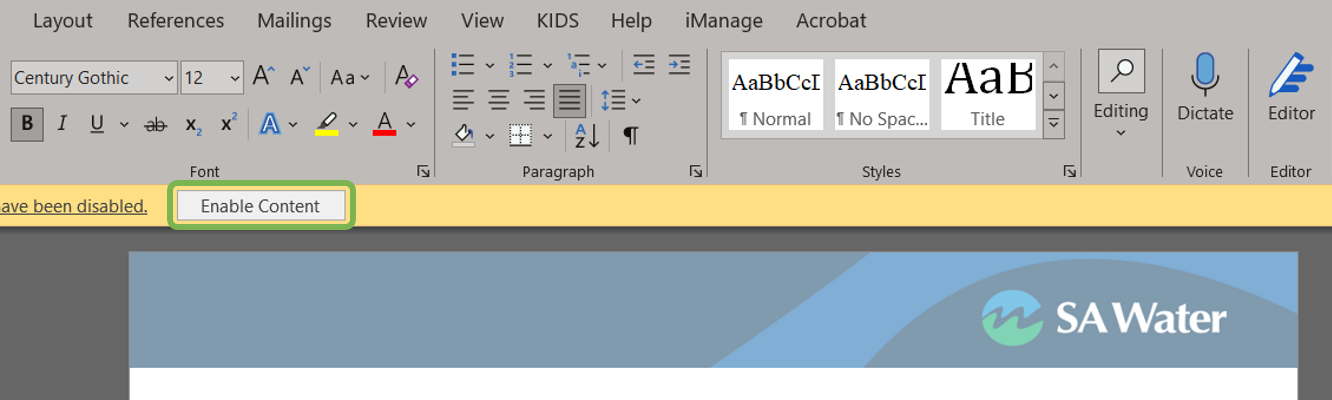 Layout References Mailings Review View KIDS Help iManage Acrobat
Century Gothic 12 A A Aa A AaBbCcI AaBbCcI AaB Editing Dictate Editor
B I U ab x2 x2 A A ¶ Normal ¶ No Spac... Title
Font Paragraph Styles Voice Editor
ave been disabled. Enable Content
SA Water